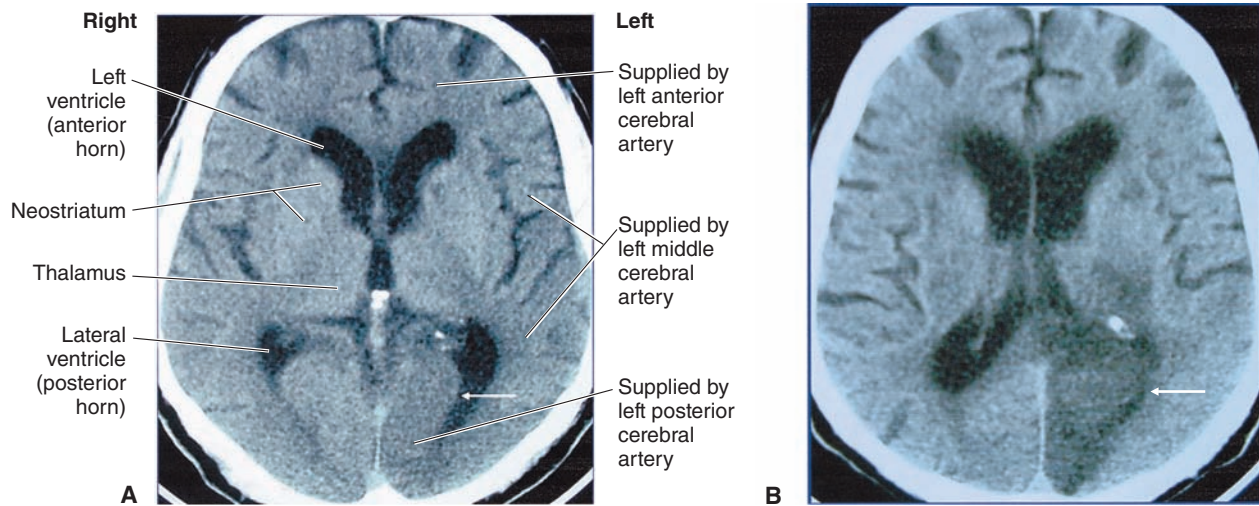 Right
Left
Left
ventricle
(anterior
horn)
Neostriatum
Thalamus
Lateral
ventricle
(posterior
horn)
Supplied by
left anterior
cerebral
artery
Supplied by
left middle
cerebral
artery
Supplied by
left posterior
cerebral
artery
A
B